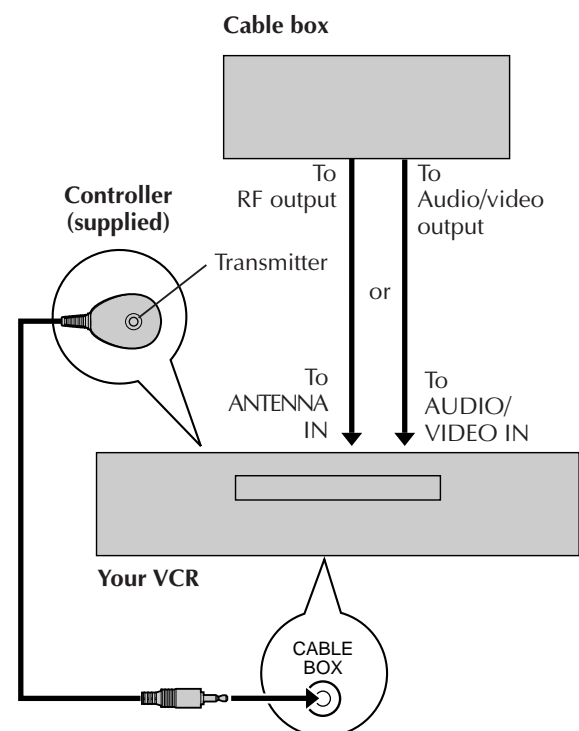 Cable box
To
RF output
To
Audio/video
output
Controller
(supplied)
Transmitter
or
To
ANTENNA
IN
To
AUDIO/
VIDEO IN
Your VCR
CABLE
BOX